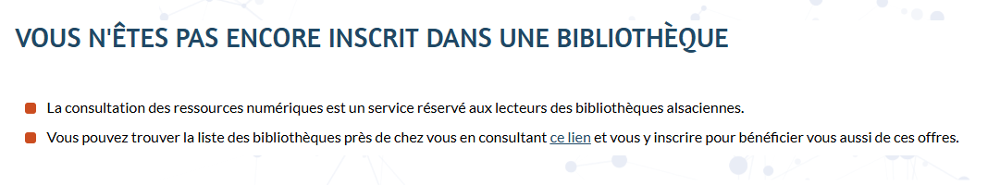 VOUS N'ÊTES PAS ENCORE INSCRIT DANS UNE BIBLIOTHÈQUE
La consultation des ressources numériques est un service réservé aux lecteurs des bibliothèques alsaciennes.
Vous pouvez trouver la liste des bibliothèques près de chez vous en consultant ce lien et vous y inscrire pour bénéficier vous aussi de ces offres.